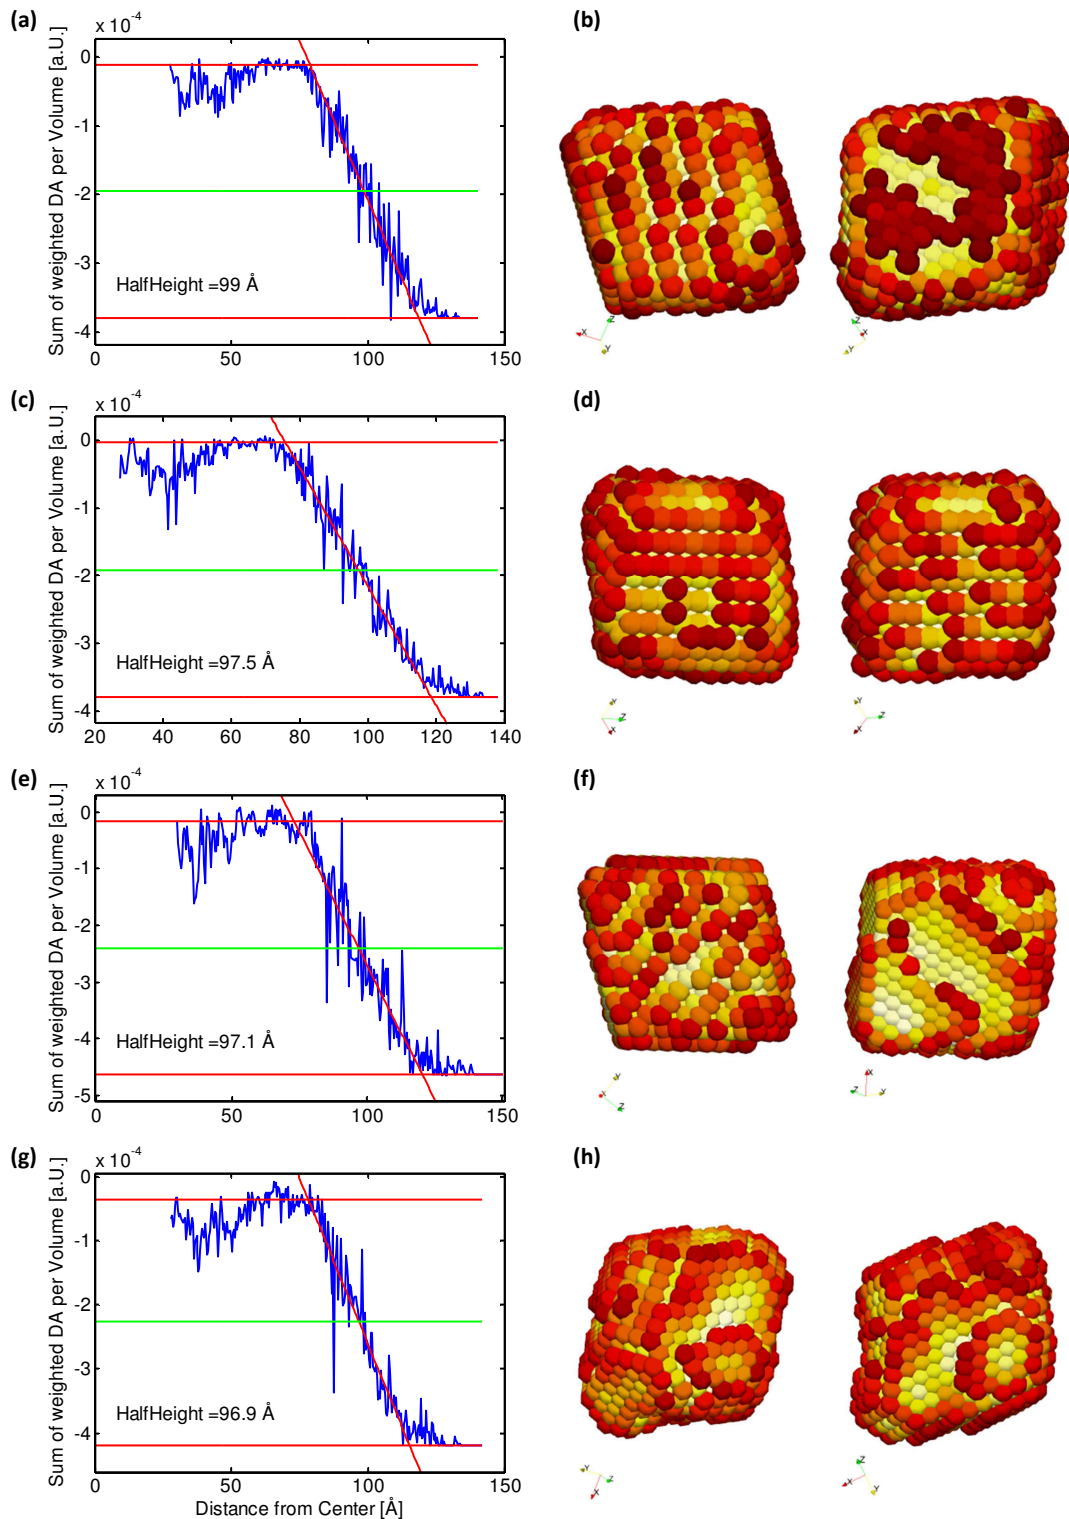 (a)
x 10^-4
Sum of weighted DA per Volume [a.U.]
0
-1
-2
-3
-4
HalfHeight =99 Å
0 50 100 150
(b)
X Z Y
Z X Y
(c)
x 10^-4
Sum of weighted DA per Volume [a.U.]
0
-1
-2
-3
-4
HalfHeight =97.5 Å
20 40 60 80 100 120 140
(d)
Y Z X
Y Z X
(e)
x 10^-4
Sum of weighted DA per Volume [a.U.]
0
-1
-2
-3
-4
-5
HalfHeight =97.1 Å
0 50 100 150
(f)
Y X Z
X Z Y
(g)
x 10^-4
Sum of weighted DA per Volume [a.U.]
0
-1
-2
-3
-4
HalfHeight =96.9 Å
0 50 100 150
Distance from Center [Å]
(h)
Y Z X
Z X Y